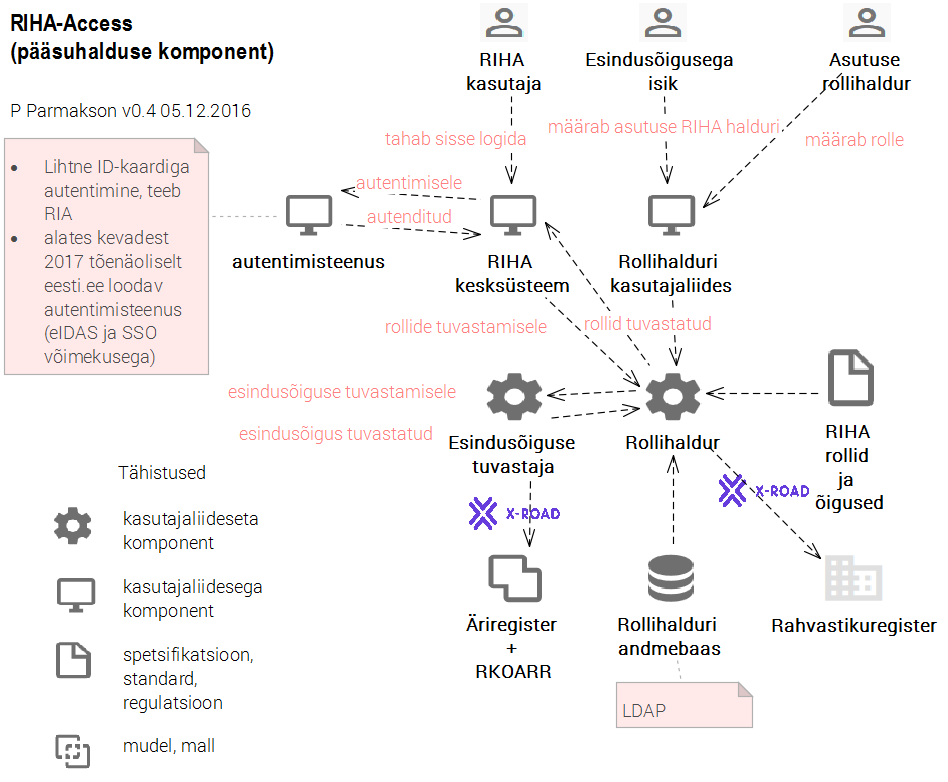 RIHA-Access
(pääsuhalduse komponent)
P Parmakson v0.4 05.12.2016
• Lihtne ID-kaardiga
autentimine, teeb
RIA
• alates kevadest
2017 tõenäoliselt
eesti.ee loodav
autentimisteenus
(eIDAS ja SSO
võimekusega)
RIHA
kasutaja
Esindusõigusega
isik
Asutuse
rollihaldur
tahab sisse logida
määrab asutuse RIHA halduri
määrab rolle
autentimisele
autenditud
autentimisteenus
RIHA
kesksüsteem
Rollihalduri
kasutajaliides
rollide tuvastamisele
rollid tuvastatud
esindusõiguse tuvastamisele
esindusõigus tuvastatud
Esindusõiguse
tuvastaja
Rollihaldur
RIHA
rollid
ja
õigused
X-ROAD
X-ROAD
Äriregister
+
RKOARR
Rollihalduri
andmebaas
Rahvastikuregister
LDAP
Tähistused
kasutajaliideseta
komponent
kasutajaliidesega
komponent
spetsifikatsioon,
standard,
regulatsioon
mudel, mall